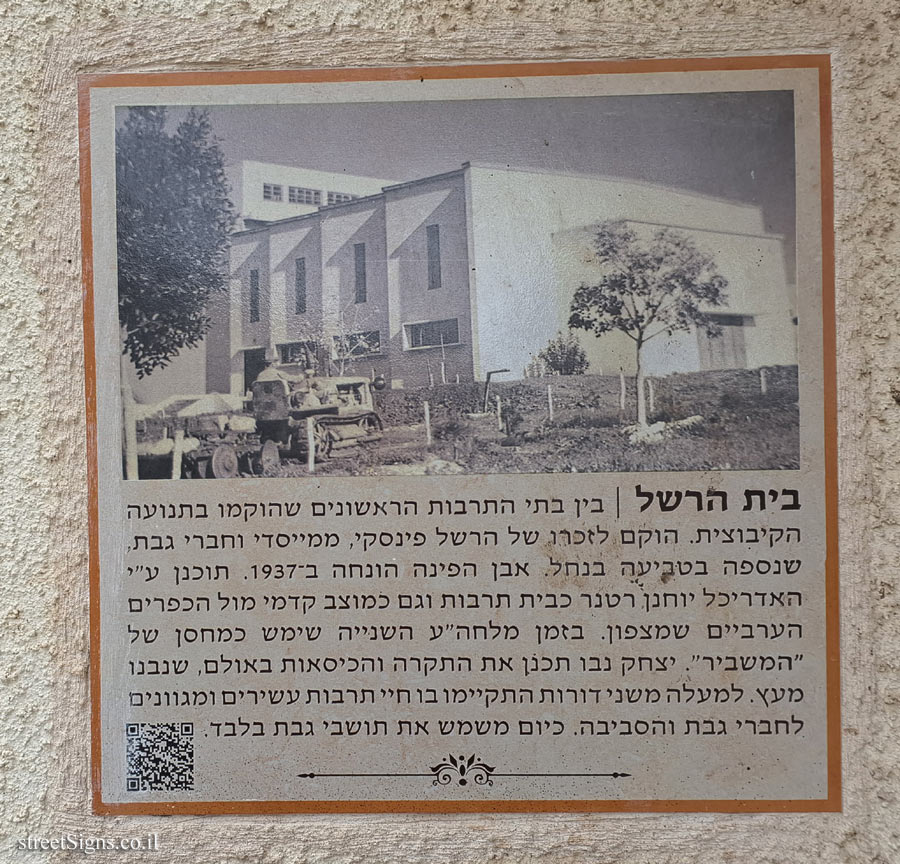 בית הרשל | בין בתי התרבות הראשונים שהוקמו בתנועה
הקיבוצית. הוקם לזכרו של הרשל פינסקי, ממייסדי וחברי גבת,
שנספה בטביעה בנחל. אבן הפינה הונחה ב־1937. תוכנן ע״י
האדריכל יוחנן רטנר כבית תרבות וגם כמוצב קדמי מול הכפרים
הערביים שמצפון. בזמן מלחה״ע השנייה שימש כמחסן של
״המשביר״. יצחק נבו תכנן את התקרה והכיסאות באולם, שנבנו
מעץ. למעלה משני דורות התקיימו בו חיי תרבות עשירים ומגוונים
לחברי גבת והסביבה. כיום משמש את תושבי גבת בלבד.
streetSigns.co.il